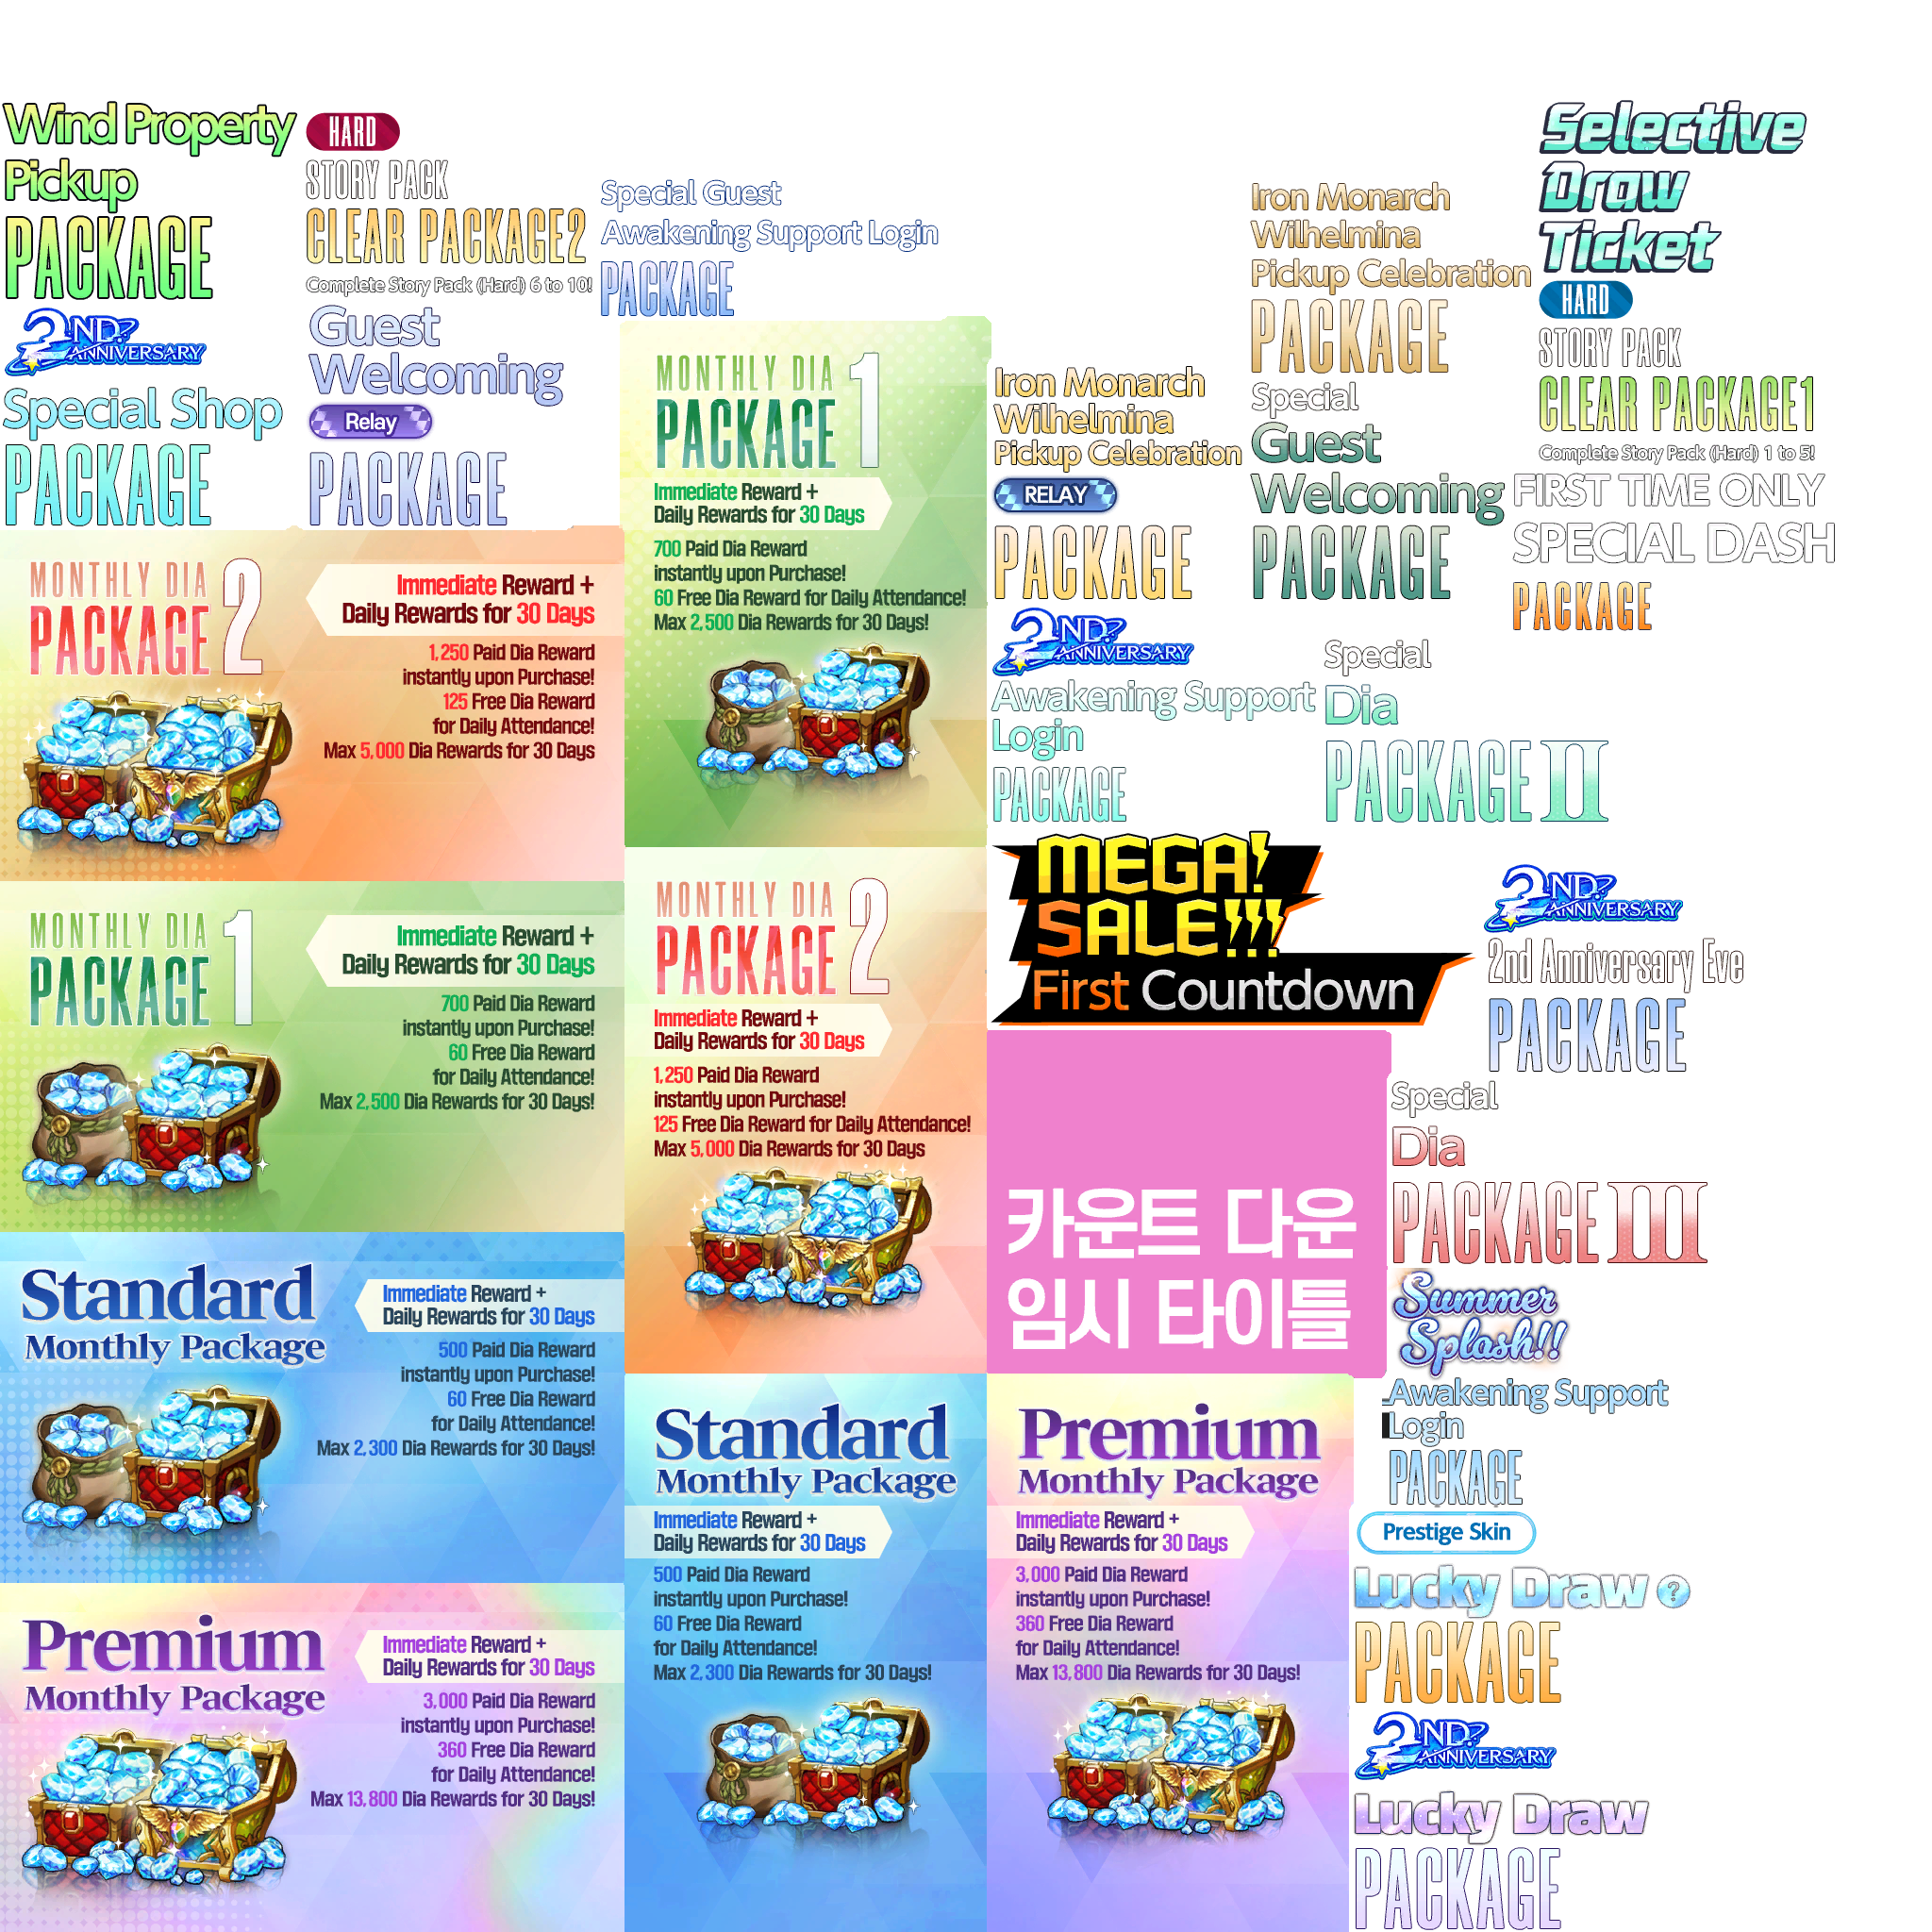 Wind Property
Pickup
PACKAGE
2ND
ANNIVERSARY
Special Shop
PACKAGE
HARD
STORY PACK
CLEAR PACKAGE2
Complete Story Pack (Hard) 6 to 10!
Guest
Welcoming
Relay
PACKAGE
Special Guest
Awakening Support Login
PACKAGE
MONTHLY DIA
PACKAGE 1
Immediate Reward +
Daily Rewards for 30 Days
700 Paid Dia Reward
instantly upon Purchase!
60 Free Dia Reward for Daily Attendance!
Max 2,500 Dia Rewards for 30 Days!
Iron Monarch
Wilhelmina
Pickup Celebration
RELAY
PACKAGE
2ND
ANNIVERSARY
Awakening Support
Login
PACKAGE
Iron Monarch
Wilhelmina
Pickup Celebration
PACKAGE
Special
Guest
Welcoming
PACKAGE
Special
Dia
PACKAGE II
Selective
Draw
Ticket
HARD
STORY PACK
CLEAR PACKAGE1
Complete Story Pack (Hard) 1 to 5!
FIRST TIME ONLY
SPECIAL DASH
PACKAGE
MONTHLY DIA
PACKAGE 2
Immediate Reward +
Daily Rewards for 30 Days
1,250 Paid Dia Reward
instantly upon Purchase!
125 Free Dia Reward
for Daily Attendance!
Max 5,000 Dia Rewards for 30 Days
MONTHLY DIA
PACKAGE 1
Immediate Reward +
Daily Rewards for 30 Days
700 Paid Dia Reward
instantly upon Purchase!
60 Free Dia Reward
for Daily Attendance!
Max 2,500 Dia Rewards for 30 Days!
MONTHLY DIA
PACKAGE 2
Immediate Reward +
Daily Rewards for 30 Days
1,250 Paid Dia Reward
instantly upon Purchase!
125 Free Dia Reward for Daily Attendance!
Max 5,000 Dia Rewards for 30 Days
MEGA!
SALE!!!
First Countdown
2ND
ANNIVERSARY
2nd Anniversary Eve
PACKAGE
카운트 다운
임시 타이틀
Special
Dia
PACKAGE III
Summer
Splash!!
Awakening Support
Login
PACKAGE
Standard
Monthly Package
Immediate Reward +
Daily Rewards for 30 Days
500 Paid Dia Reward
instantly upon Purchase!
60 Free Dia Reward
for Daily Attendance!
Max 2,300 Dia Rewards for 30 Days!
Premium
Monthly Package
Immediate Reward +
Daily Rewards for 30 Days
3,000 Paid Dia Reward
instantly upon Purchase!
360 Free Dia Reward
for Daily Attendance!
Max 13,800 Dia Rewards for 30 Days!
Standard
Monthly Package
Immediate Reward +
Daily Rewards for 30 Days
500 Paid Dia Reward
instantly upon Purchase!
60 Free Dia Reward
for Daily Attendance!
Max 2,300 Dia Rewards for 30 Days!
Premium
Monthly Package
Immediate Reward +
Daily Rewards for 30 Days
3,000 Paid Dia Reward
instantly upon Purchase!
360 Free Dia Reward
for Daily Attendance!
Max 13,800 Dia Rewards for 30 Days!
Prestige Skin
Lucky Draw ?
PACKAGE
2ND
ANNIVERSARY
Lucky Draw
PACKAGE